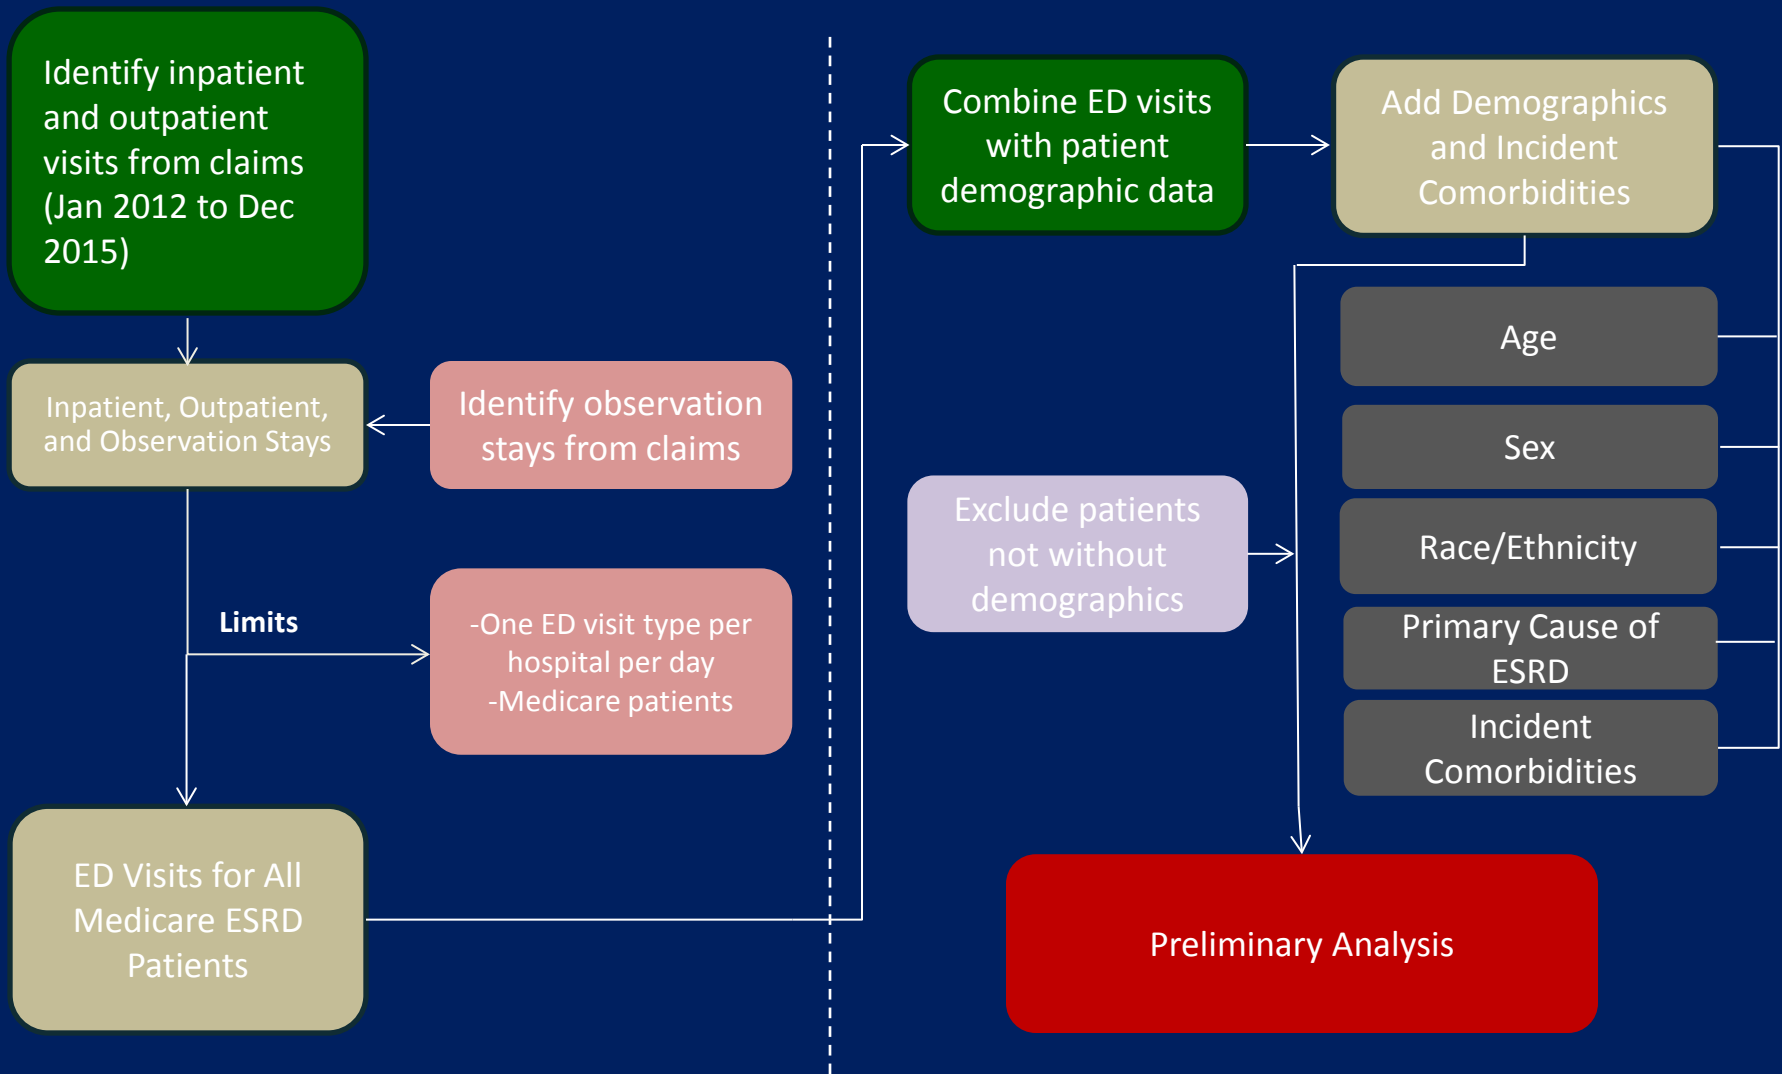 Identify inpatient
and outpatient
visits from claims
(Jan 2012 to Dec
2015)
Inpatient, Outpatient,
and Observation Stays
Identify observation
stays from claims
Limits
-One ED visit type per
hospital per day
-Medicare patients
ED Visits for All
Medicare ESRD
Patients
Combine ED visits
with patient
demographic data
Add Demographics
and Incident
Comorbidities
Age
Sex
Race/Ethnicity
Primary Cause of
ESRD
Incident
Comorbidities
Exclude patients
not without
demographics
Preliminary Analysis